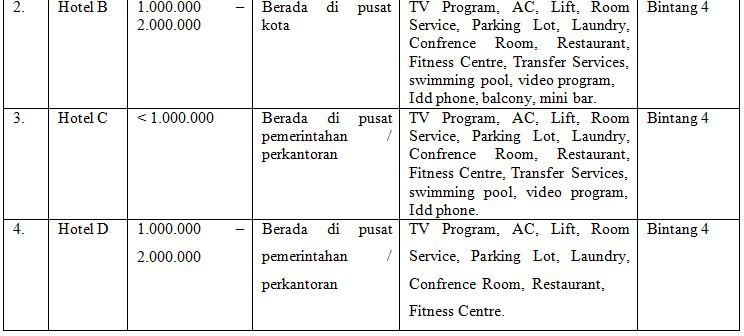 2. Hotel B 1.000.000 – Berada di pusat TV Program, AC, Lift, Room Bintang 4
2.000.000 kota Service, Parking Lot, Laundry,
Confrence Room, Restaurant,
Fitness Centre, Transfer Services,
swimming pool, video program,
Idd phone, balcony, mini bar.
3. Hotel C < 1.000.000 Berada di pusat TV Program, AC, Lift, Room Bintang 4
pemerintahan / Service, Parking Lot, Laundry,
perkantoran Confrence Room, Restaurant,
Fitness Centre, Transfer Services,
swimming pool, video program,
Idd phone.
4. Hotel D 1.000.000 – Berada di pusat TV Program, AC, Lift, Room Bintang 4
2.000.000 pemerintahan / Service, Parking Lot, Laundry,
perkantoran Confrence Room, Restaurant,
Fitness Centre.